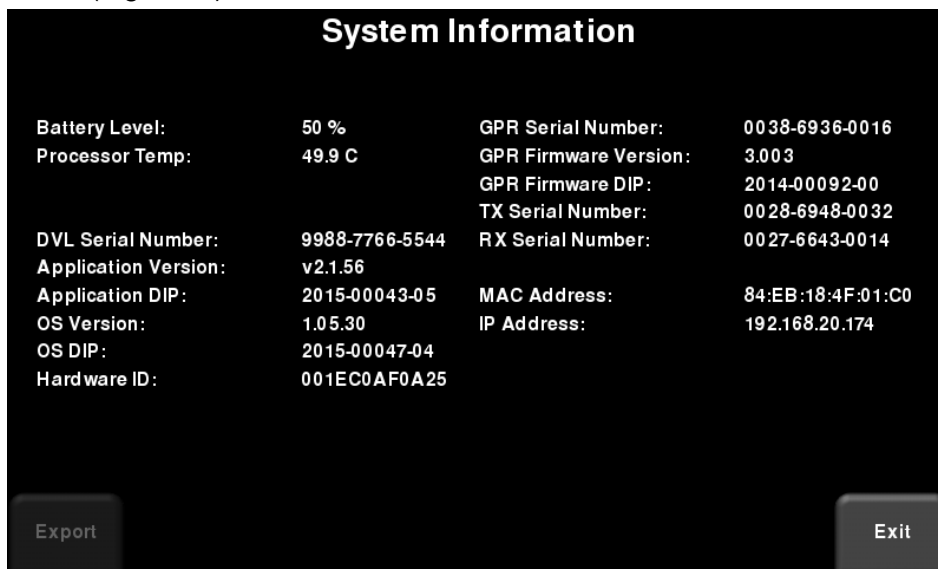 System Information
Battery Level: 50 % GPR Serial Number: 0038-6936-0016
Processor Temp: 49.9 C GPR Firmware Version: 3.003
GPR Firmware DIP: 2014-00092-00
TX Serial Number: 0028-6948-0032
DVL Serial Number: 9988-7766-5544 RX Serial Number: 0027-6643-0014
Application Version: v2.1.56
Application DIP: 2015-00043-05 MAC Address: 84:EB:18:4F:01:C0
OS Version: 1.05.30 IP Address: 192.168.20.174
OS DIP: 2015-00047-04
Hardware ID: 001EC0AF0A25
Export Exit